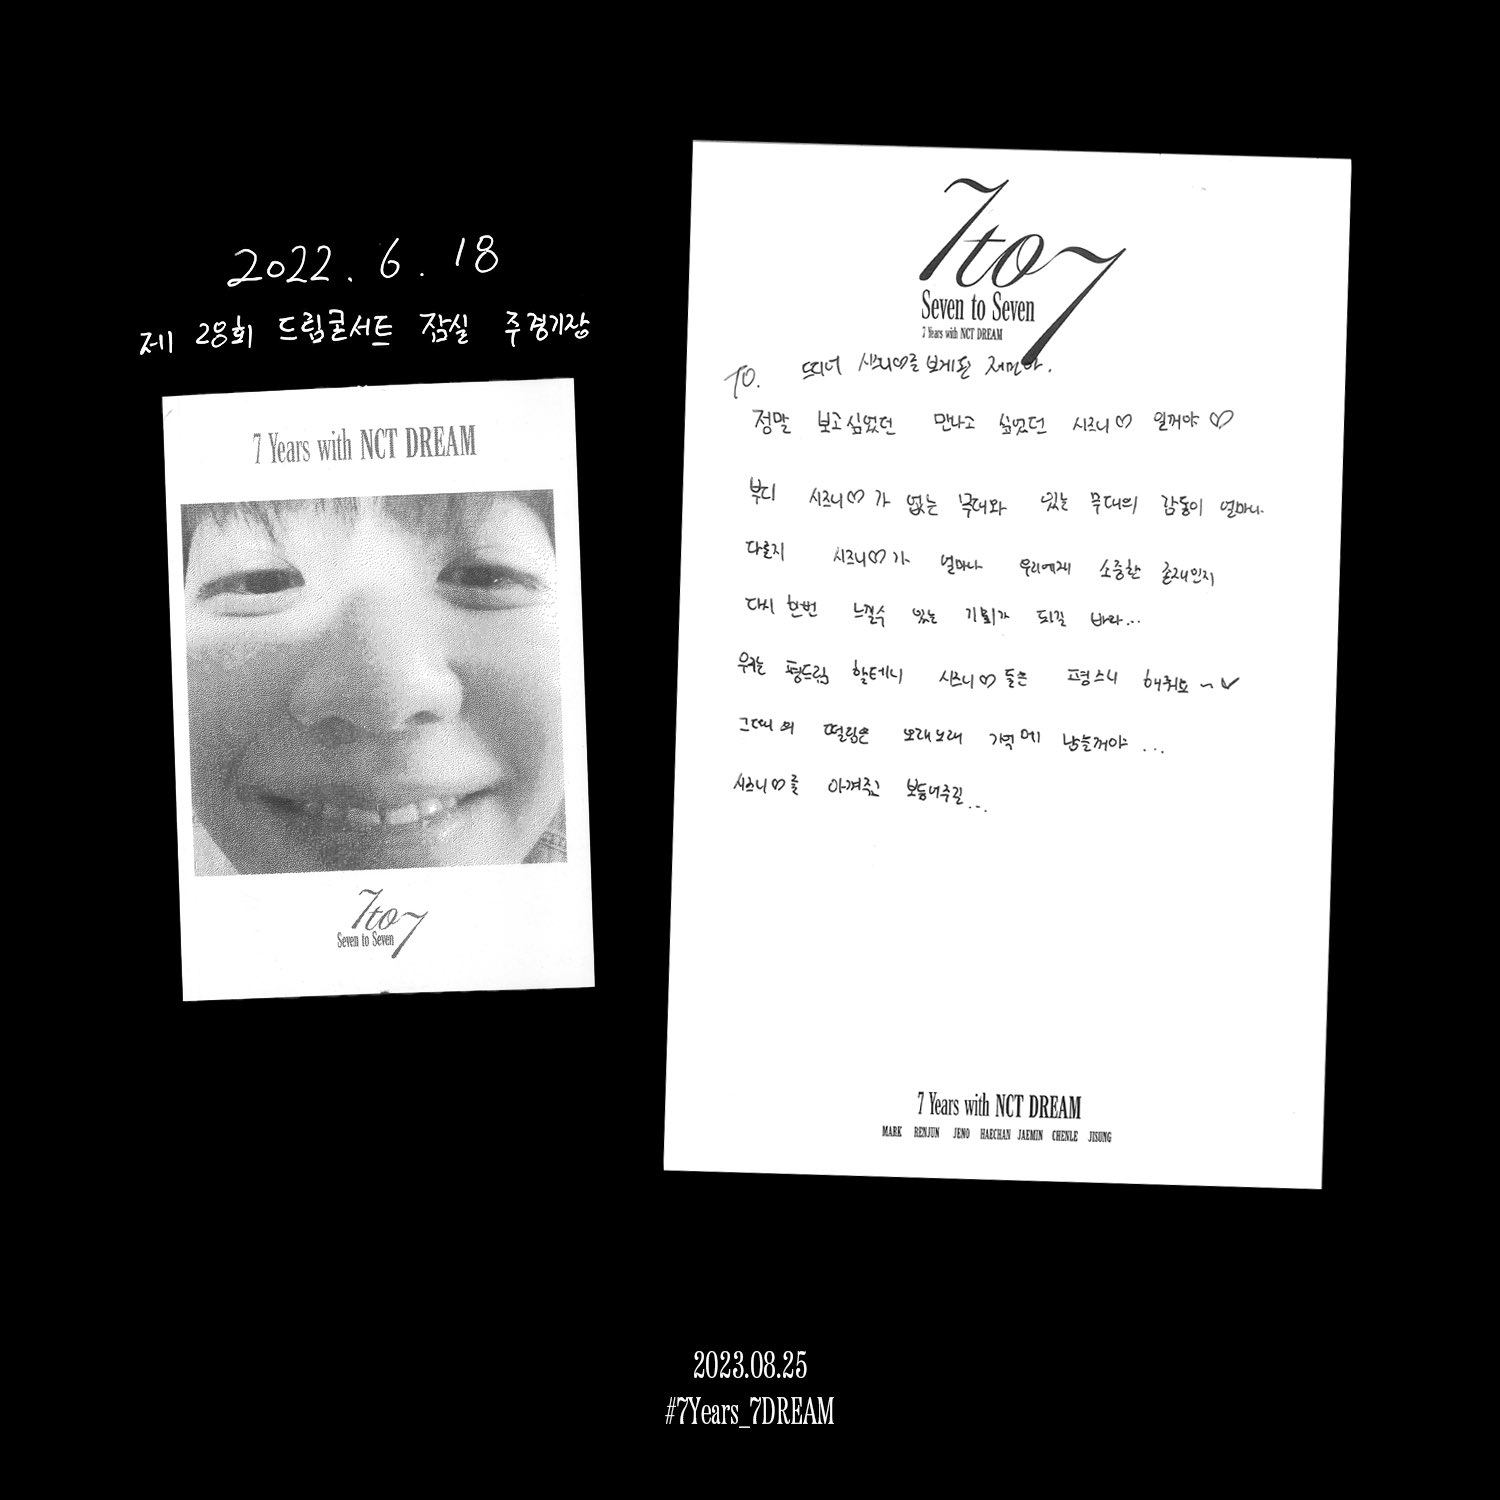 2022. 6. 18
제 28회 드림콘서트 잠실 주경기장
7 Years with NCT DREAM
7to7
Seven to Seven
7to7
Seven to Seven
7 Years with NCT DREAM
TO. 시즈니♡를 보게된 재민아.
정말 보고싶었던 만나고 싶었던 시즈니♡ 일꺼야♡
부디 시즈니♡가 없는 무대와 있는 무대의 감동이 얼마나
다른지 시즈니♡가 얼마나 우리에게 소중한 존재인지
다시 한번 느낄수 있는 기회가 되길 바라...
우리는 평드림 할테니 시즈니♡들은 평스니 해줘요 ~✓
그때의 떨림은 오래오래 기억에 남을꺼야 ...
시즈니♡를 아껴주고 보듬어주길...
7 Years with NCT DREAM
MARK RENJUN JENO HAECHAN JAEMIN CHENLE JISUNG
2023.08.25
#7Years_7DREAM